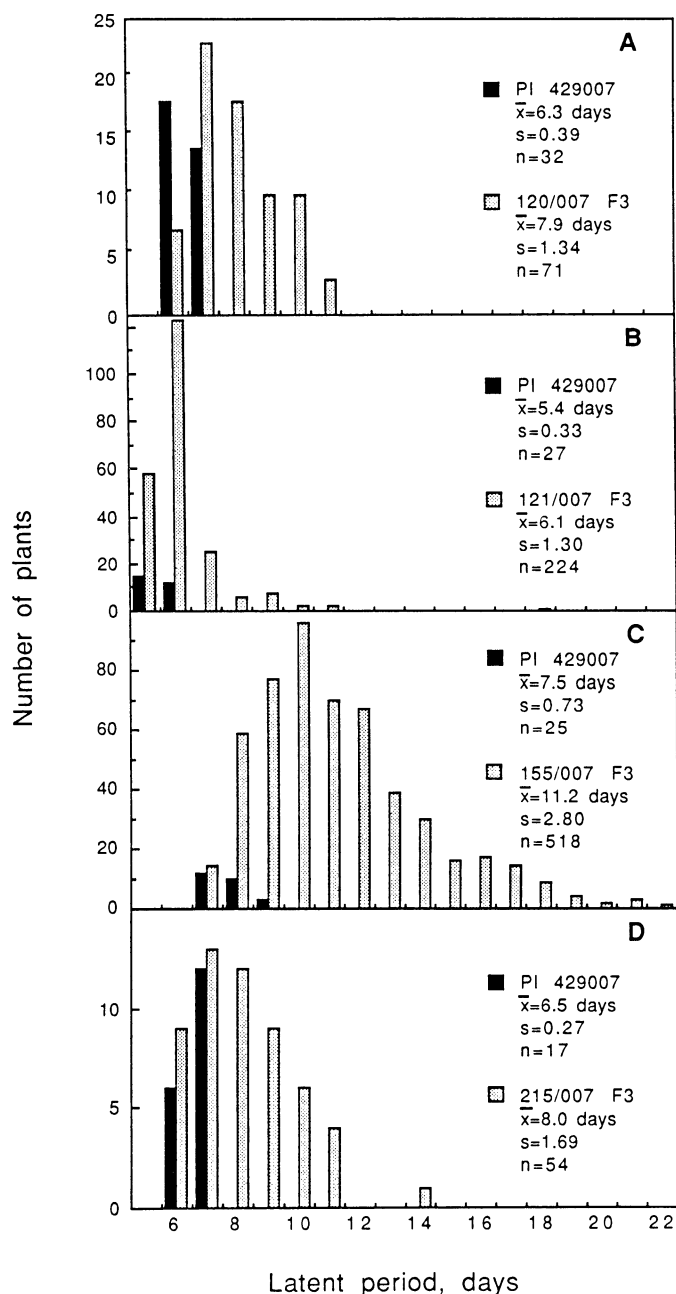 Number of plants
25
20
15
10
5
0
A
PI 429007
x̅=6.3 days
s=0.39
n=32
120/007 F3
x̅=7.9 days
s=1.34
n=71
100
80
60
40
20
0
B
PI 429007
x̅=5.4 days
s=0.33
n=27
121/007 F3
x̅=6.1 days
s=1.30
n=224
80
60
40
20
0
C
PI 429007
x̅=7.5 days
s=0.73
n=25
155/007 F3
x̅=11.2 days
s=2.80
n=518
10
5
0
D
PI 429007
x̅=6.5 days
s=0.27
n=17
215/007 F3
x̅=8.0 days
s=1.69
n=54
6 8 10 12 14 16 18 20 22
Latent period, days